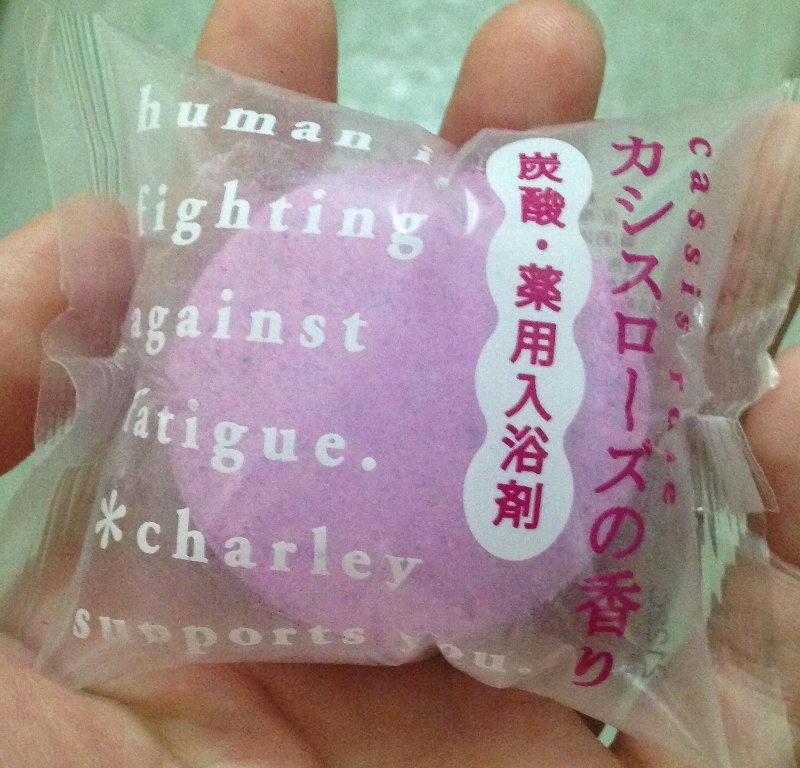 human is
fighting
against
fatigue.
*charley
supports you.
炭酸・薬用入浴剤
カシスローズの香り
cassis rose